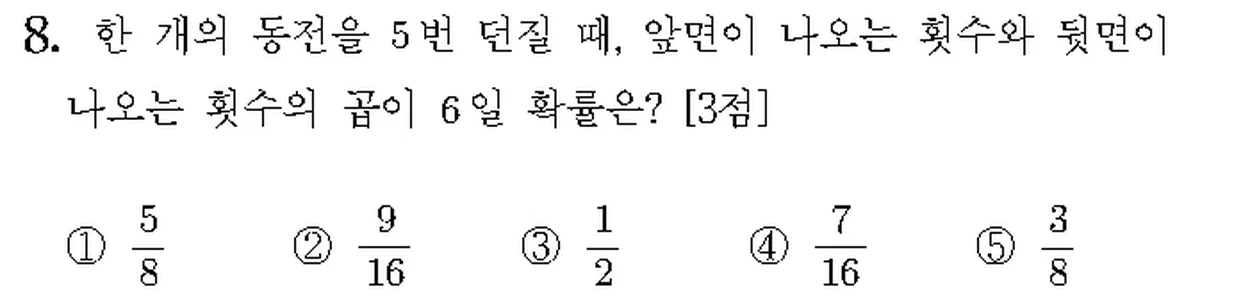 8. 한 개의 동전을 5번 던질 때, 앞면이 나오는 횟수와 뒷면이
나오는 횟수의 곱이 6일 확률은? [3점]
① 5/8 ② 9/16 ③ 1/2 ④ 7/16 ⑤ 3/8